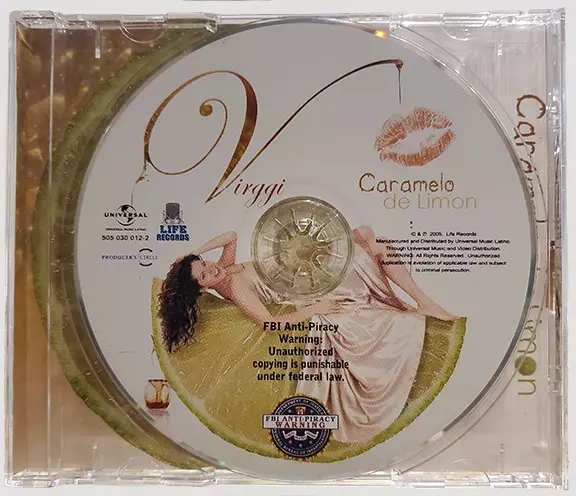 Virggi
Caramelo
de Limon
UNIVERSAL
UNIVERSAL MUSIC LATINO
505 030 012-2
LIFE
RECORDS
PRODUCER'S CIRCLE
© & ℗ 2005, Life Records
Manufactured and Distributed by Universal Music Latino,
Through Universal Music and Video Distribution.
WARNING: All Rights Reserved. Unauthorized
duplication is a violation of applicable law and subject
to criminal persecution.
FBI Anti-Piracy
Warning:
Unauthorized
copying is punishable
under federal law.
FBI ANTI-PIRACY
WARNING